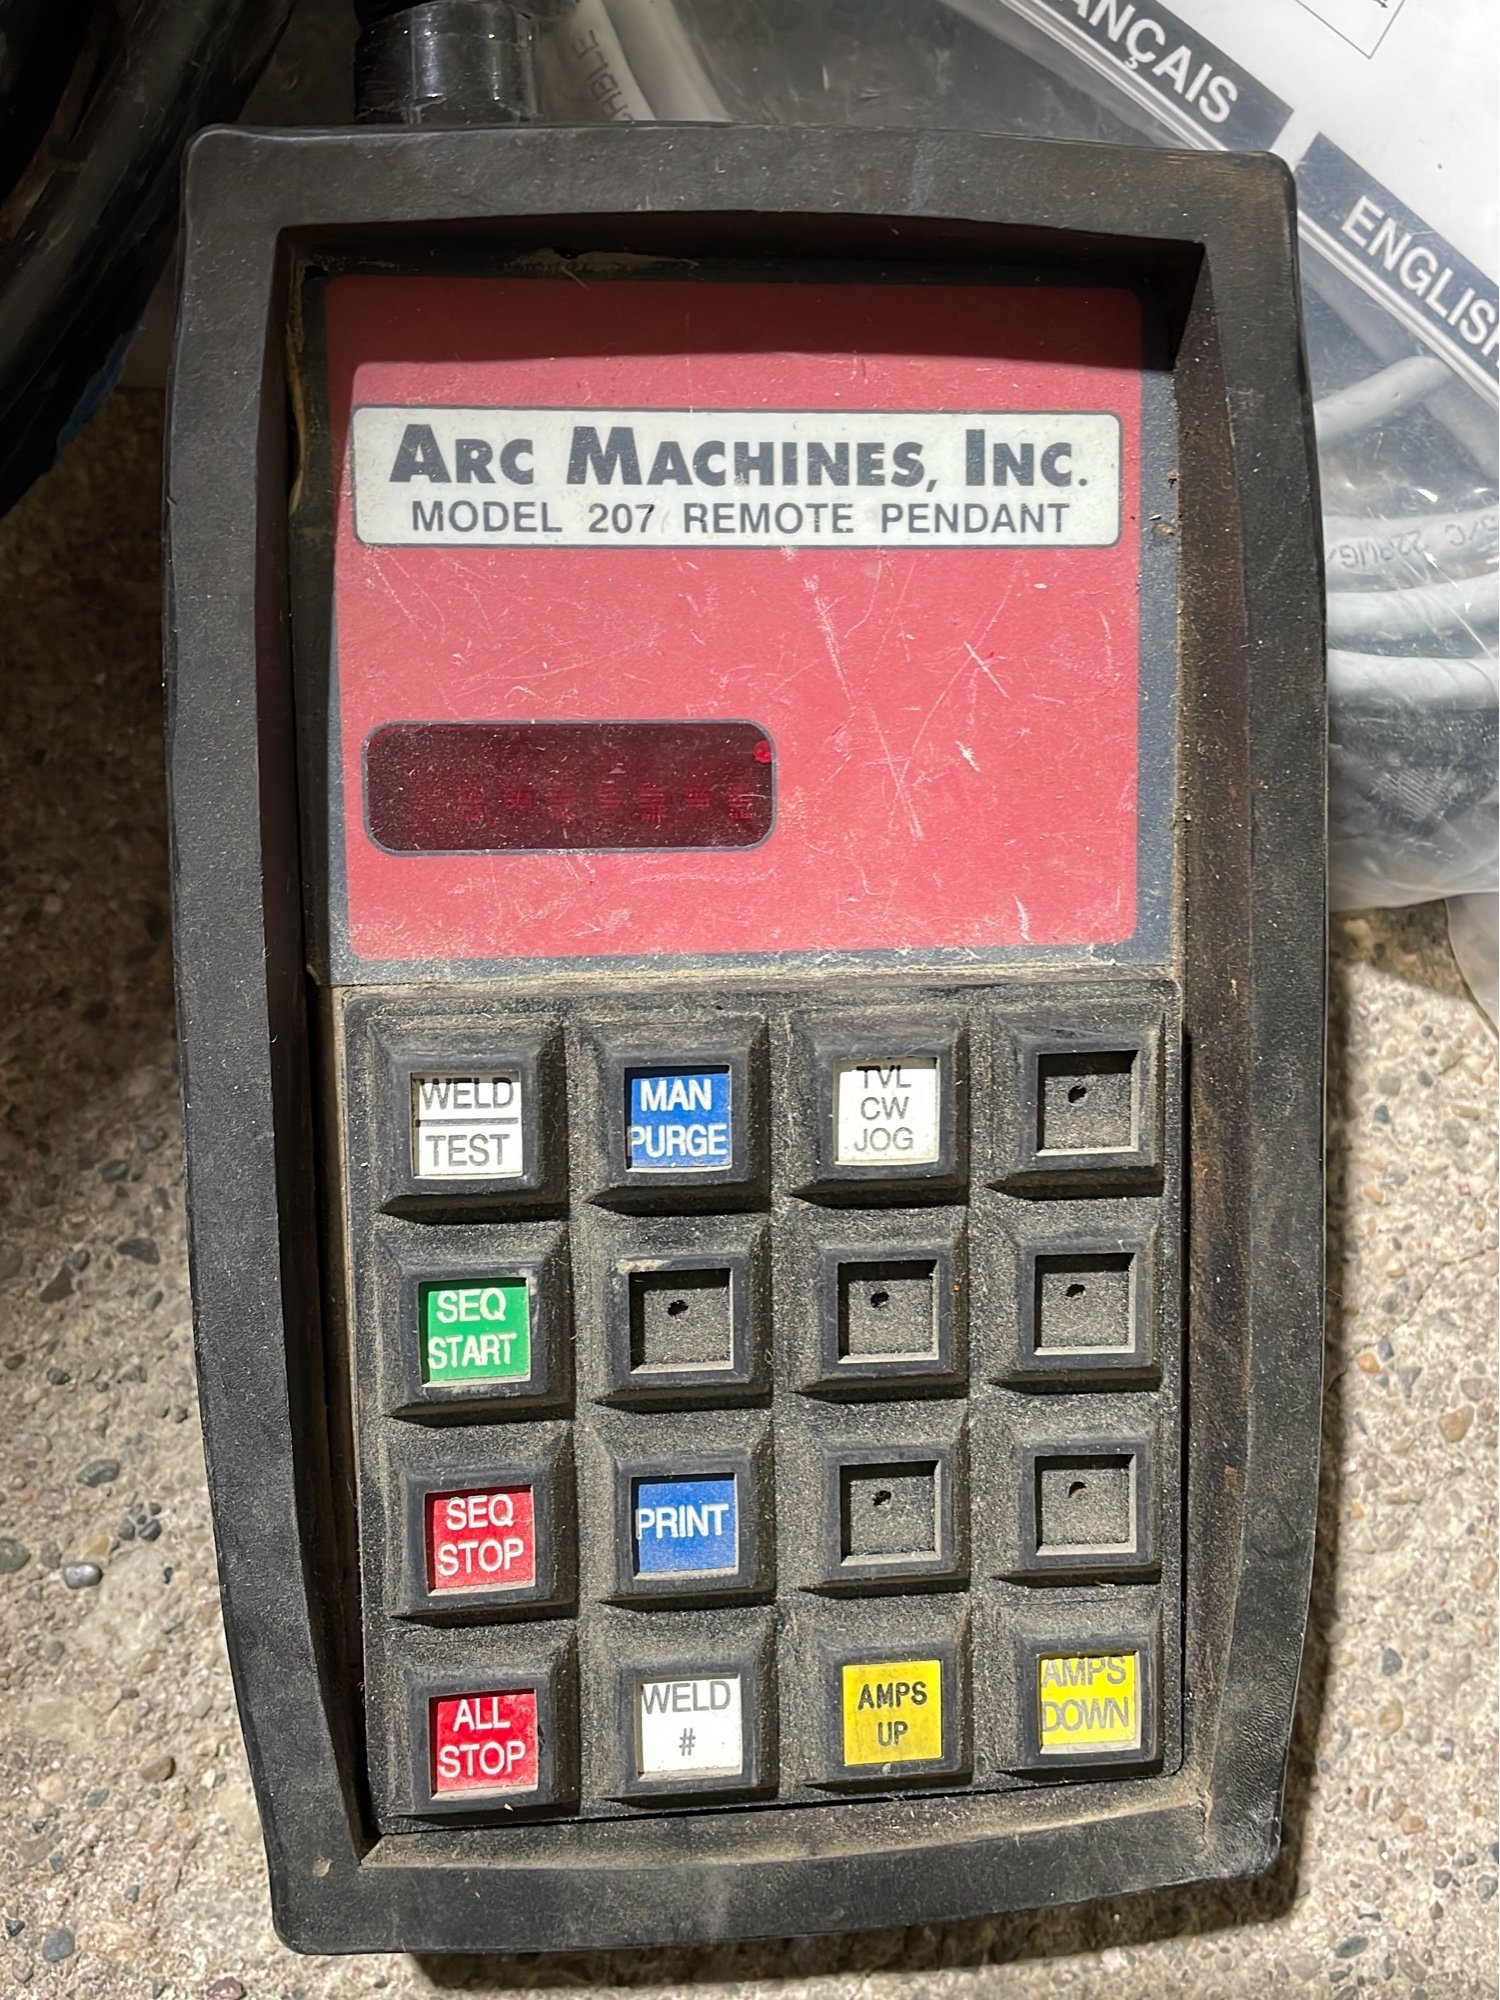 FRANÇAIS
ENGLISH
ARC MACHINES, INC.
MODEL 207 REMOTE PENDANT
WELD
TEST
MAN
PURGE
TVL
CW
JOG
SEQ
START
SEQ
STOP
PRINT
ALL
STOP
WELD
#
AMPS
UP
AMPS
DOWN